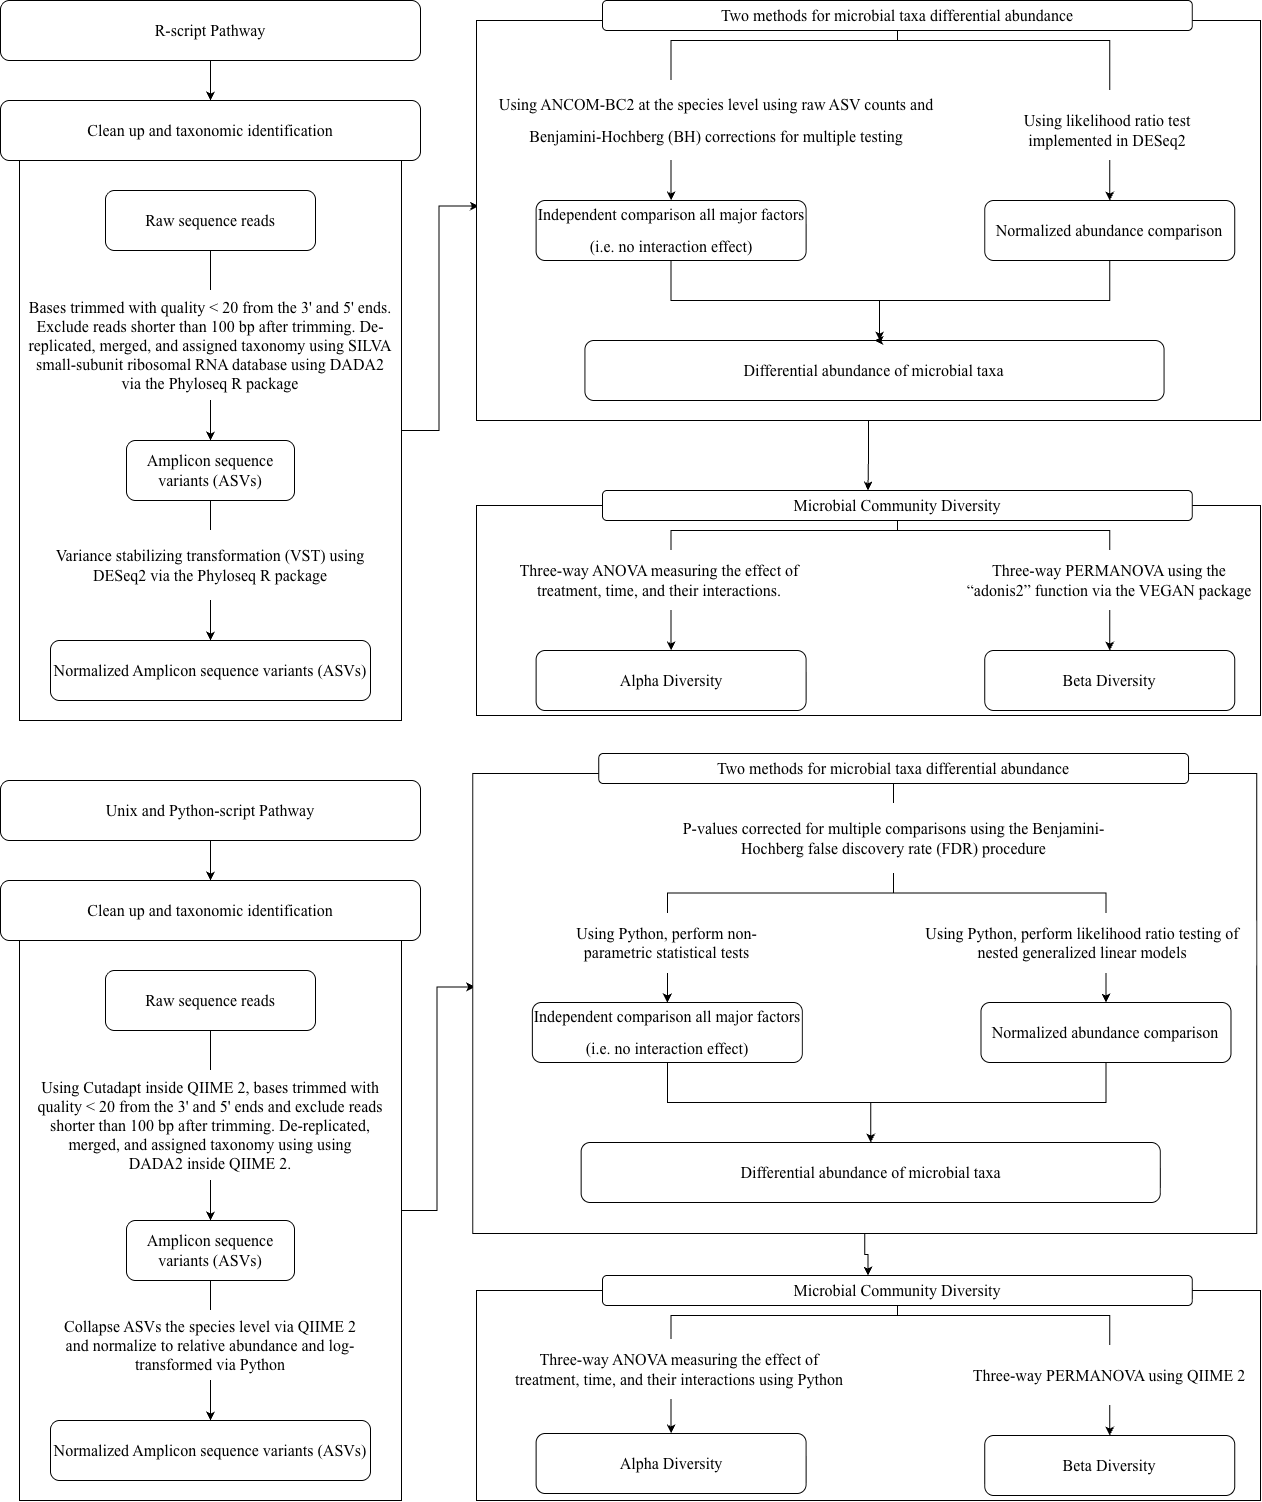 R-script Pathway
Clean up and taxonomic identification
Raw sequence reads
Bases trimmed with quality < 20 from the 3' and 5' ends.
Exclude reads shorter than 100 bp after trimming. De-
replicated, merged, and assigned taxonomy using SILVA
small-subunit ribosomal RNA database using DADA2
via the Phyloseq R package
Amplicon sequence
variants (ASVs)
Variance stabilizing transformation (VST) using
DESeq2 via the Phyloseq R package
Normalized Amplicon sequence variants (ASVs)
Two methods for microbial taxa differential abundance
Using ANCOM-BC2 at the species level using raw ASV counts and
Benjamini-Hochberg (BH) corrections for multiple testing
Using likelihood ratio test
implemented in DESeq2
Independent comparison all major factors
(i.e. no interaction effect)
Normalized abundance comparison
Differential abundance of microbial taxa
Microbial Community Diversity
Three-way ANOVA measuring the effect of
treatment, time, and their interactions.
Three-way PERMANOVA using the
“adonis2” function via the VEGAN package
Alpha Diversity
Beta Diversity
Unix and Python-script Pathway
Clean up and taxonomic identification
Raw sequence reads
Using Cutadapt inside QIIME 2, bases trimmed with
quality < 20 from the 3' and 5' ends and exclude reads
shorter than 100 bp after trimming. De-replicated,
merged, and assigned taxonomy using using
DADA2 inside QIIME 2.
Amplicon sequence
variants (ASVs)
Collapse ASVs the species level via QIIME 2
and normalize to relative abundance and log-
transformed via Python
Normalized Amplicon sequence variants (ASVs)
Two methods for microbial taxa differential abundance
P-values corrected for multiple comparisons using the Benjamini-
Hochberg false discovery rate (FDR) procedure
Using Python, perform non-
parametric statistical tests
Using Python, perform likelihood ratio testing of
nested generalized linear models
Independent comparison all major factors
(i.e. no interaction effect)
Normalized abundance comparison
Differential abundance of microbial taxa
Microbial Community Diversity
Three-way ANOVA measuring the effect of
treatment, time, and their interactions using Python
Three-way PERMANOVA using QIIME 2
Alpha Diversity
Beta Diversity